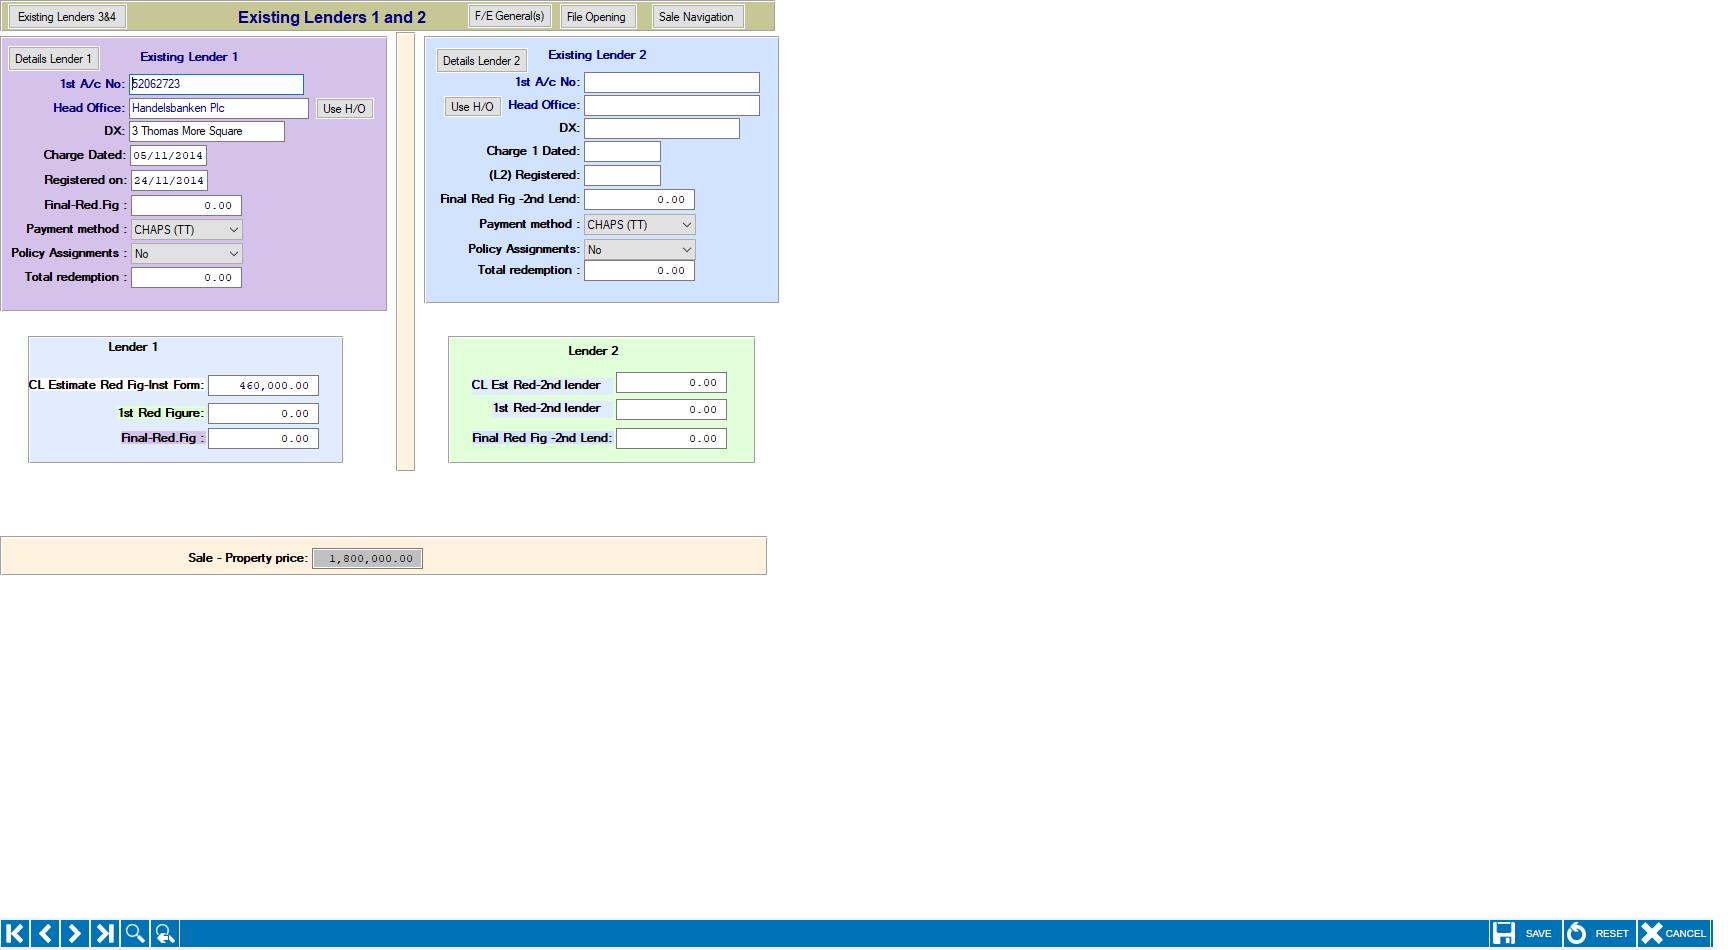 Existing Lenders 3&4 Existing Lenders 1 and 2 F/E General(s) File Opening Sale Navigation
Details Lender 1 Existing Lender 1
1st A/c No: 52062723
Head Office: Handelsbanken Plc Use H/O
DX: 3 Thomas More Square
Charge Dated: 05/11/2014
Registered on: 24/11/2014
Final-Red.Fig : 0.00
Payment method : CHAPS (TT)
Policy Assignments : No
Total redemption : 0.00
Details Lender 2 Existing Lender 2
1st A/c No:
Use H/O Head Office:
DX:
Charge 1 Dated:
(L2) Registered:
Final Red Fig -2nd Lend: 0.00
Payment method : CHAPS (TT)
Policy Assignments: No
Total redemption : 0.00
Lender 1
CL Estimate Red Fig-Inst Form: 460,000.00
1st Red Figure: 0.00
Final-Red.Fig : 0.00
Lender 2
CL Est Red-2nd lender 0.00
1st Red-2nd lender 0.00
Final Red Fig -2nd Lend: 0.00
Sale - Property price: 1,800,000.00
SAVE RESET CANCEL